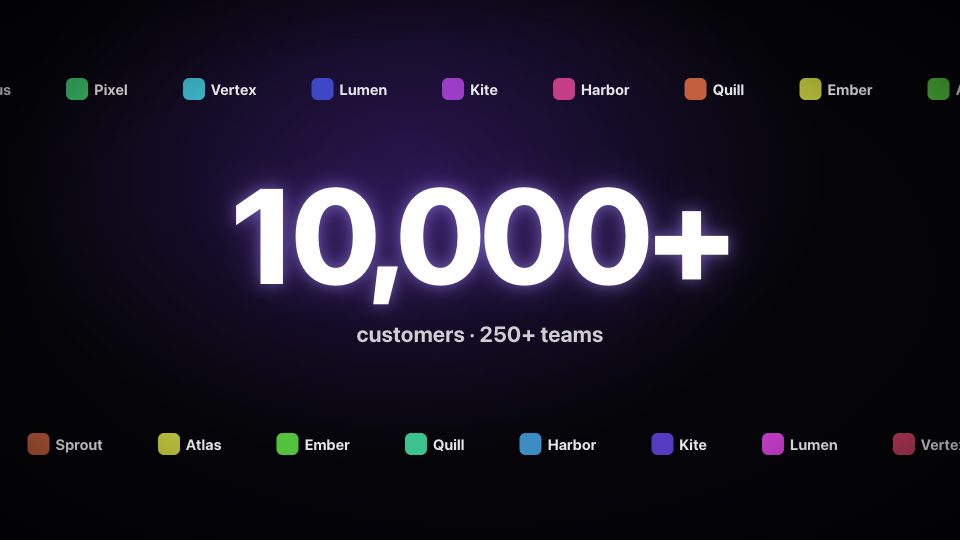 Pixel Vertex Lumen Kite Harbor Quill Ember
10,000+
customers · 250+ teams
Sprout Atlas Ember Quill Harbor Kite Lumen